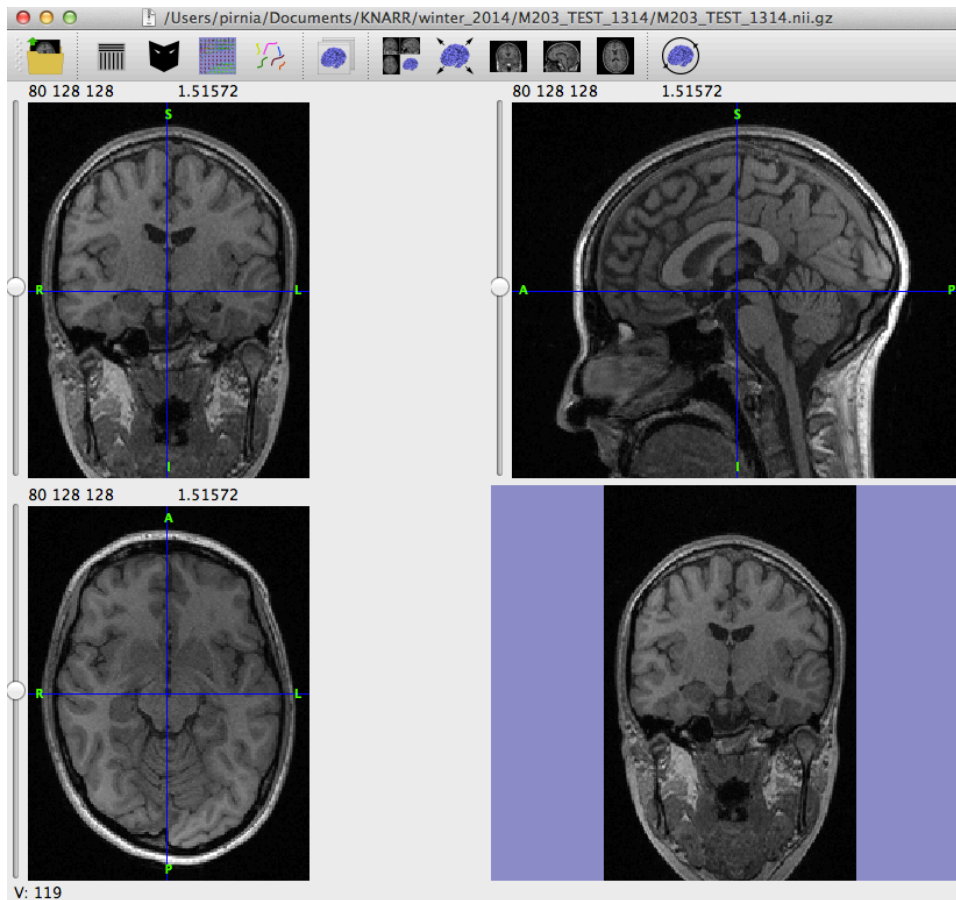 /Users/pirnia/Documents/KNARR/winter_2014/M203_TEST_1314/M203_TEST_1314.nii.gz
80 128 128 1.51572
S
R L
I
80 128 128 1.51572
S
A P
I
80 128 128 1.51572
A
R L
P
V: 119